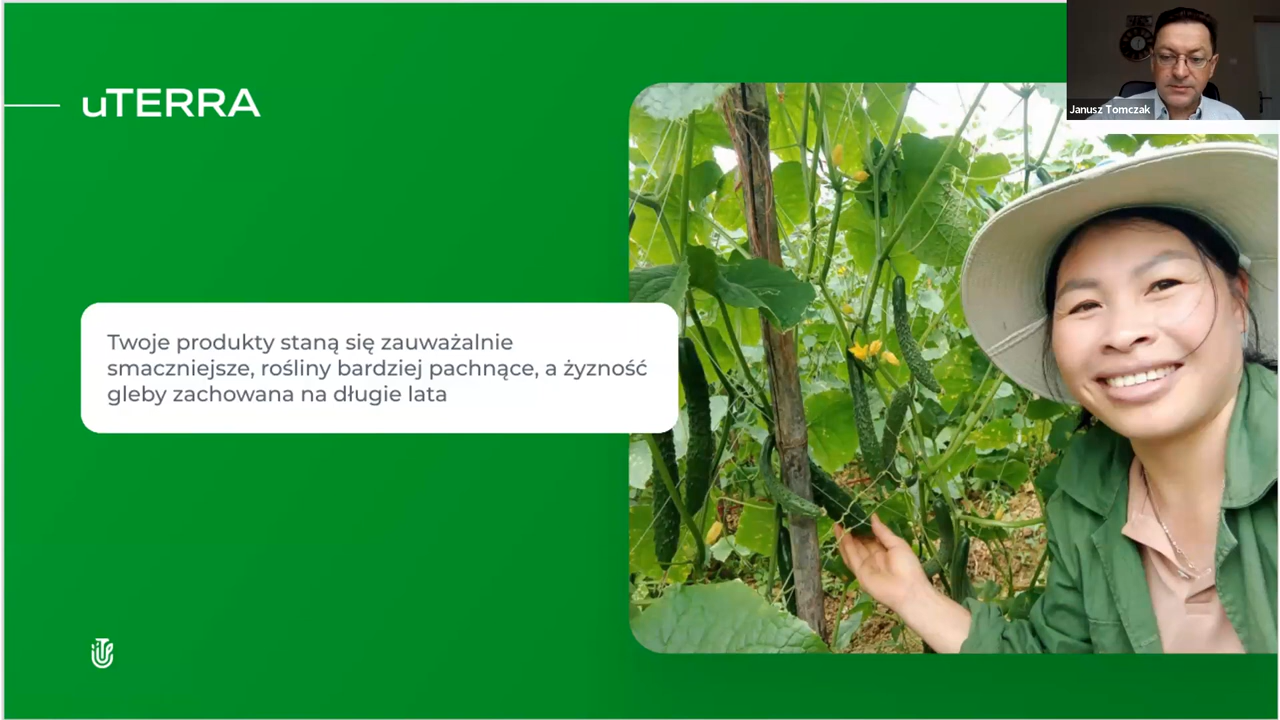 uTERRA
Janusz Tomczak
Twoje produkty staną się zauważalnie
smaczniejsze, rośliny bardziej pachnące, a żyzność
gleby zachowana na długie lata